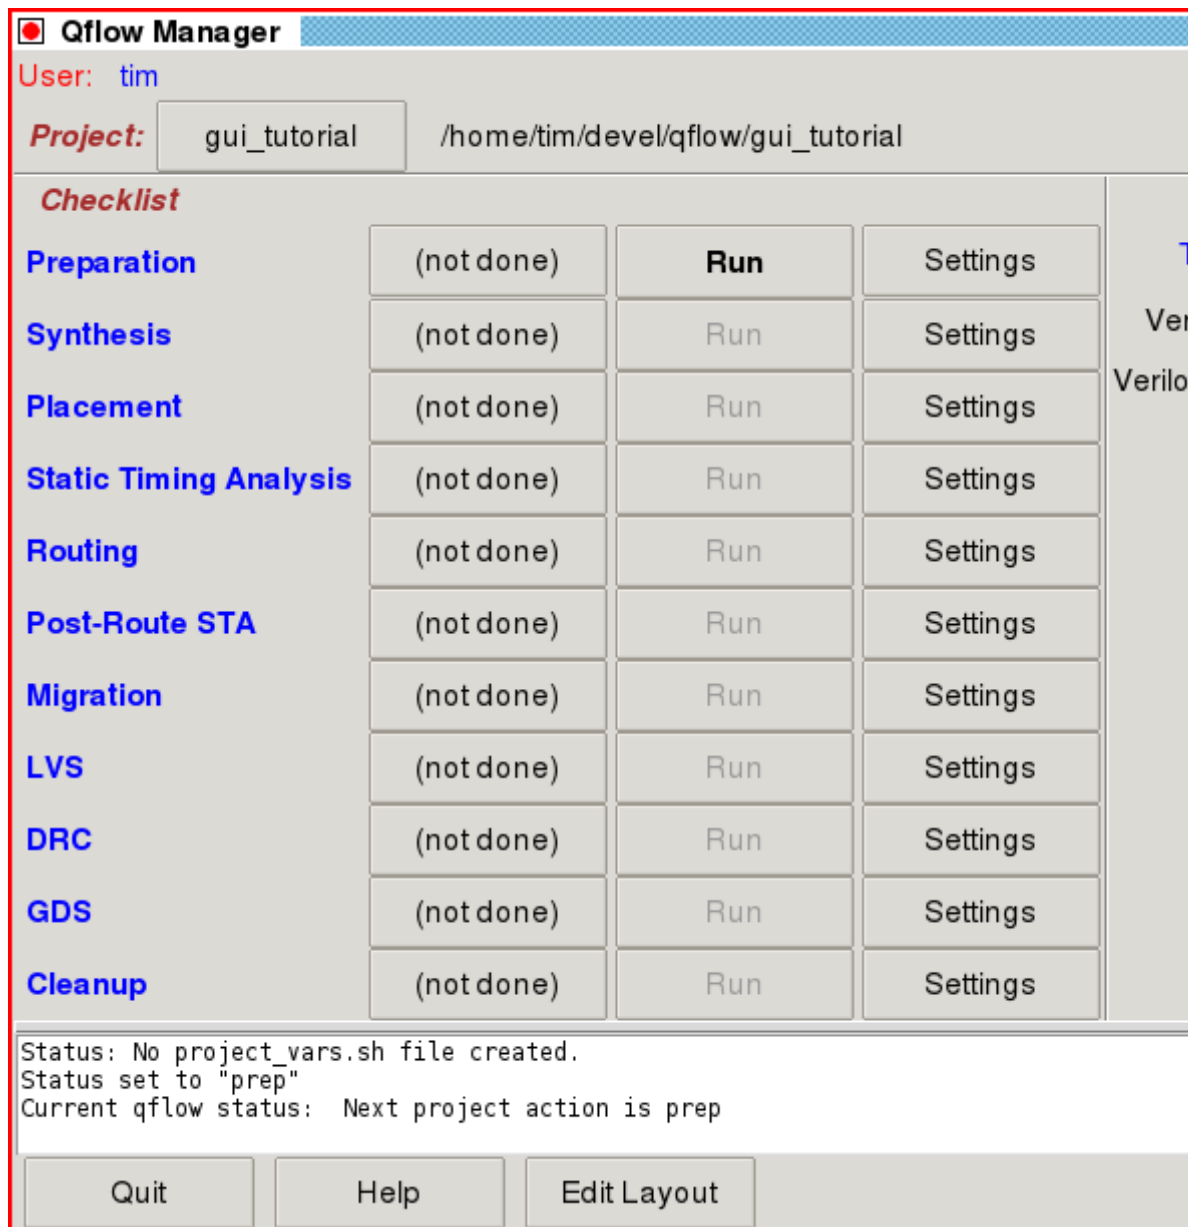 Qflow Manager
User: tim
Project: gui_tutorial /home/tim/devel/qflow/gui_tutorial
Checklist
Preparation (not done) Run Settings
Synthesis (not done) Run Settings
Placement (not done) Run Settings
Static Timing Analysis (not done) Run Settings
Routing (not done) Run Settings
Post-Route STA (not done) Run Settings
Migration (not done) Run Settings
LVS (not done) Run Settings
DRC (not done) Run Settings
GDS (not done) Run Settings
Cleanup (not done) Run Settings
Status: No project_vars.sh file created.
Status set to "prep"
Current qflow status:  Next project action is prep
Quit Help Edit Layout